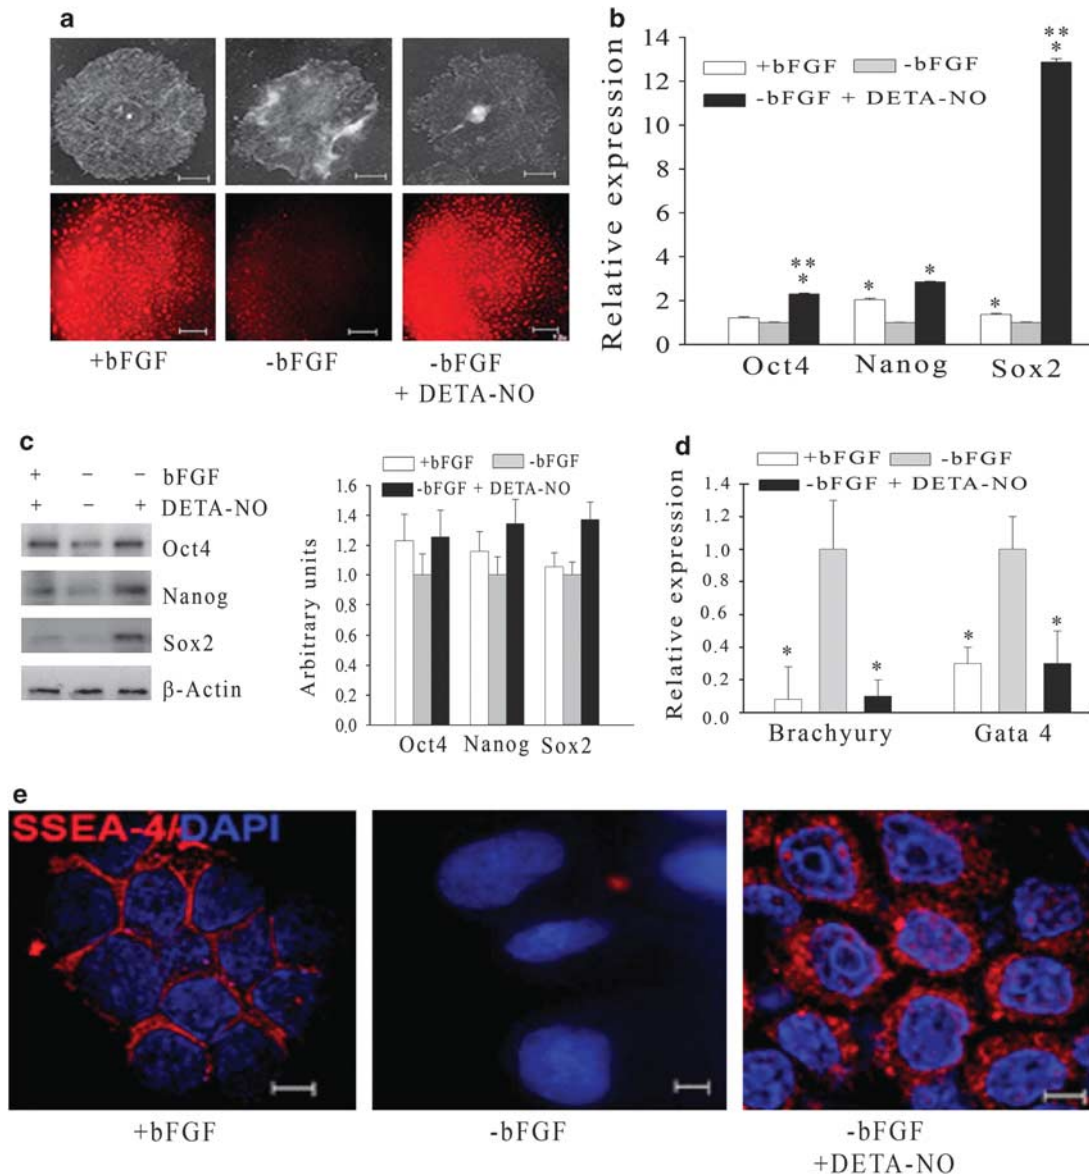 a
+bFGF
-bFGF
-bFGF
+ DETA-NO
b
Relative expression
14
12
10
8
6
4
2
0
+bFGF
-bFGF
-bFGF + DETA-NO
**
*
*
*
*
**
*
Oct4
Nanog
Sox2
c
+ − − bFGF
+ − + DETA-NO
Oct4
Nanog
Sox2
β-Actin
+bFGF
-bFGF
-bFGF + DETA-NO
Arbitrary units
1.6
1.4
1.2
1.0
0.8
0.6
0.4
0.2
0.0
Oct4
Nanog
Sox2
d
+bFGF
-bFGF
-bFGF + DETA-NO
Relative expression
1.4
1.2
1.0
0.8
0.6
0.4
0.2
0.0
*
*
*
*
Brachyury
Gata 4
e
SSEA-4/DAPI
+bFGF
-bFGF
-bFGF
+DETA-NO